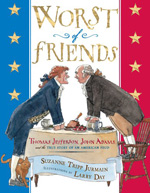 WORST
of
FRIENDS
THOMAS JEFFERSON, JOHN ADAMS,
and the TRUE STORY OF AN AMERICAN FEUD
SUZANNE TRIPP JURMAIN
ILLUSTRATIONS BY LARRY DAY